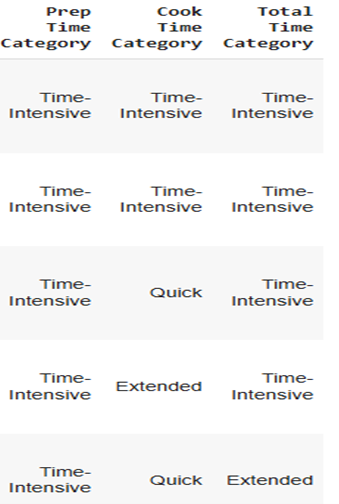 Prep Cook Total
Time Time Time
Category Category Category
Time- Time- Time-
Intensive Intensive Intensive
Time- Time- Time-
Intensive Intensive Intensive
Time- Quick Time-
Intensive Intensive
Time- Extended Time-
Intensive Intensive
Time- Quick Extended
Intensive